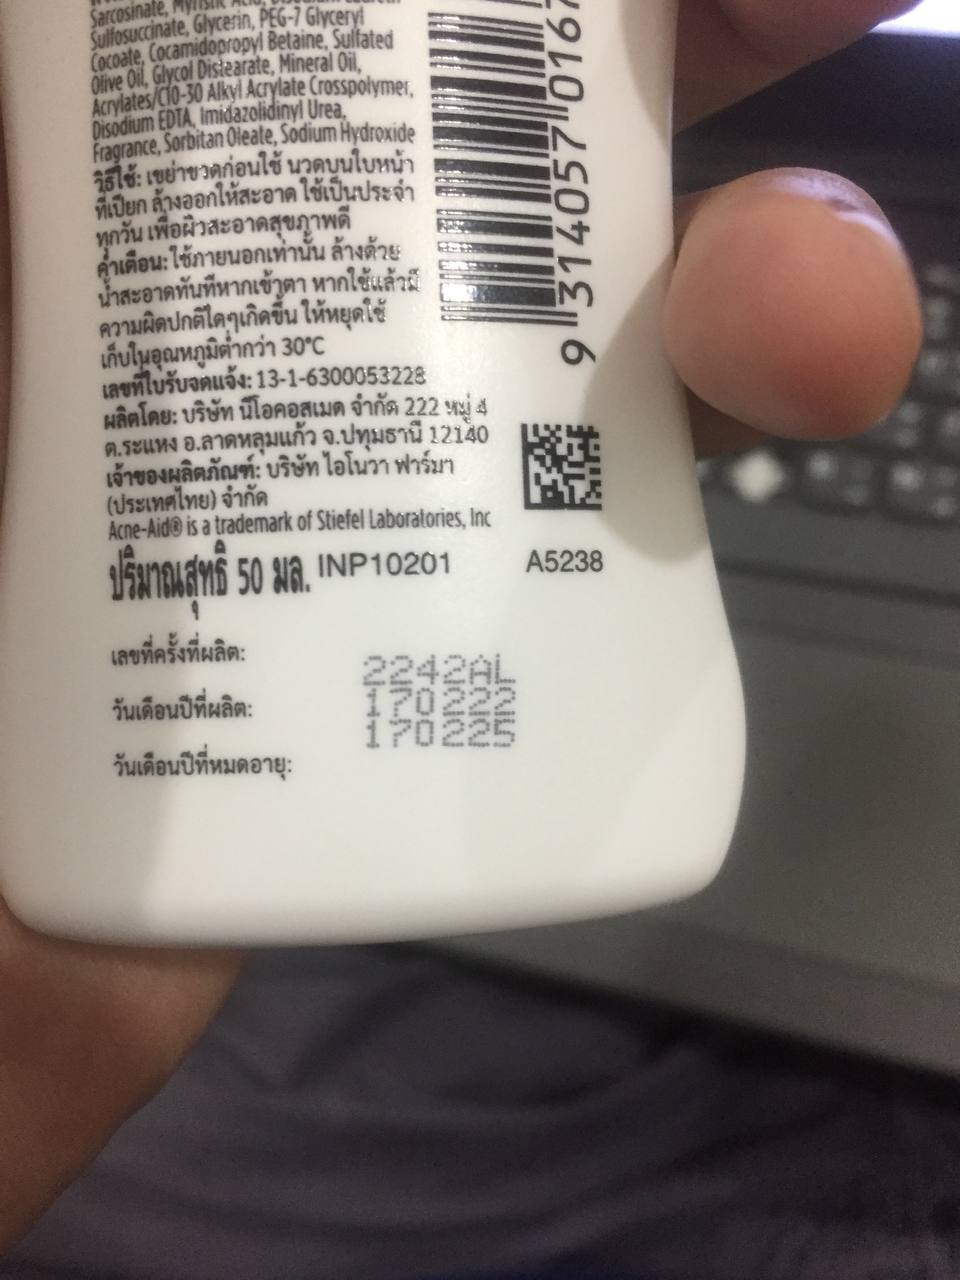 Sarcosinate, Myristic Acid, Disodium Laureth
Sulfosuccinate, Glycerin, PEG-7 Glyceryl
Cocoate, Cocamidopropyl Betaine, Sulfated
Olive Oil, Glycol Distearate, Mineral Oil,
Acrylates/C10-30 Alkyl Acrylate Crosspolymer,
Disodium EDTA, Imidazolidinyl Urea,
Fragrance, Sorbitan Oleate, Sodium Hydroxide
วิธีใช้: เขย่าขวดก่อนใช้ นวดบนใบหน้า
ที่เปียก ล้างออกให้สะอาด ใช้เป็นประจำ
ทุกวัน เพื่อผิวสะอาดสุขภาพดี
คำเตือน: ใช้ภายนอกเท่านั้น ล้างด้วย
น้ำสะอาดทันทีหากเข้าตา หากใช้แล้วมี
ความผิดปกติใดๆเกิดขึ้น ให้หยุดใช้
เก็บในอุณหภูมิต่ำกว่า 30°C
เลขที่ใบรับจดแจ้ง: 13-1-6300053228
ผลิตโดย: บริษัท นีโอคอสเมด จำกัด 222 หมู่ 4
ต.ระแหง อ.ลาดหลุมแก้ว จ.ปทุมธานี 12140
เจ้าของผลิตภัณฑ์: บริษัท ไอโนวา ฟาร์มา
(ประเทศไทย) จำกัด
Acne-Aid® is a trademark of Stiefel Laboratories, Inc
ปริมาณสุทธิ 50 มล. INP10201 A5238
เลขที่ครั้งที่ผลิต: 2242AL
วันเดือนปีที่ผลิต: 170222
วันเดือนปีที่หมดอายุ: 170225
9 314057 0167